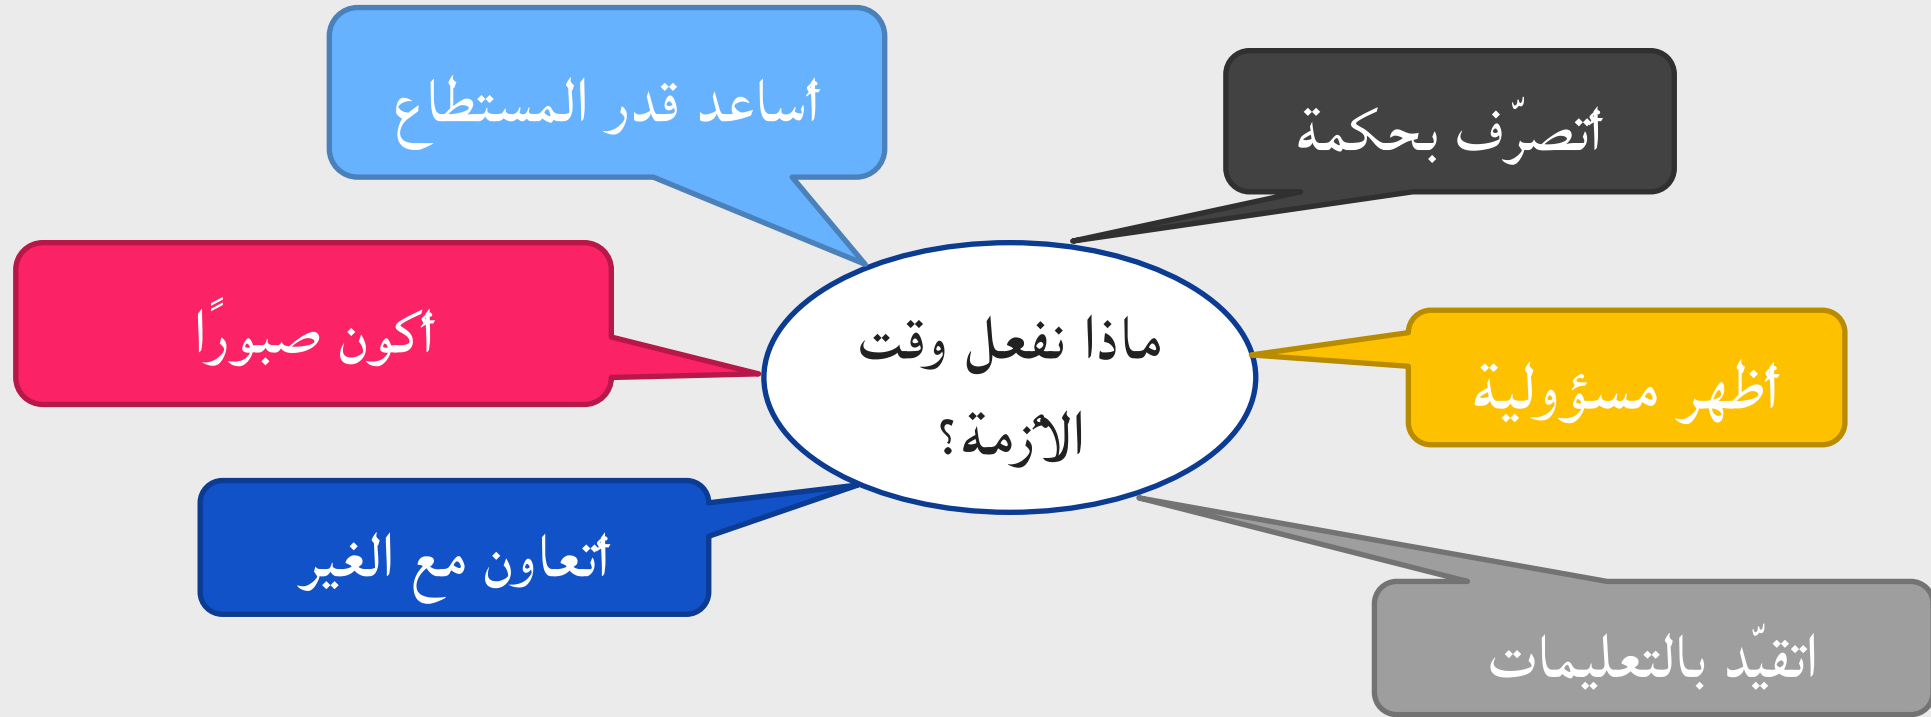 ماذا نفعل وقت
الأزمة؟
أتصرّف بحكمة
أظهر مسؤولية
اتقيّد بالتعليمات
أساعد قدر المستطاع
أكون صبورًا
أتعاون مع الغير